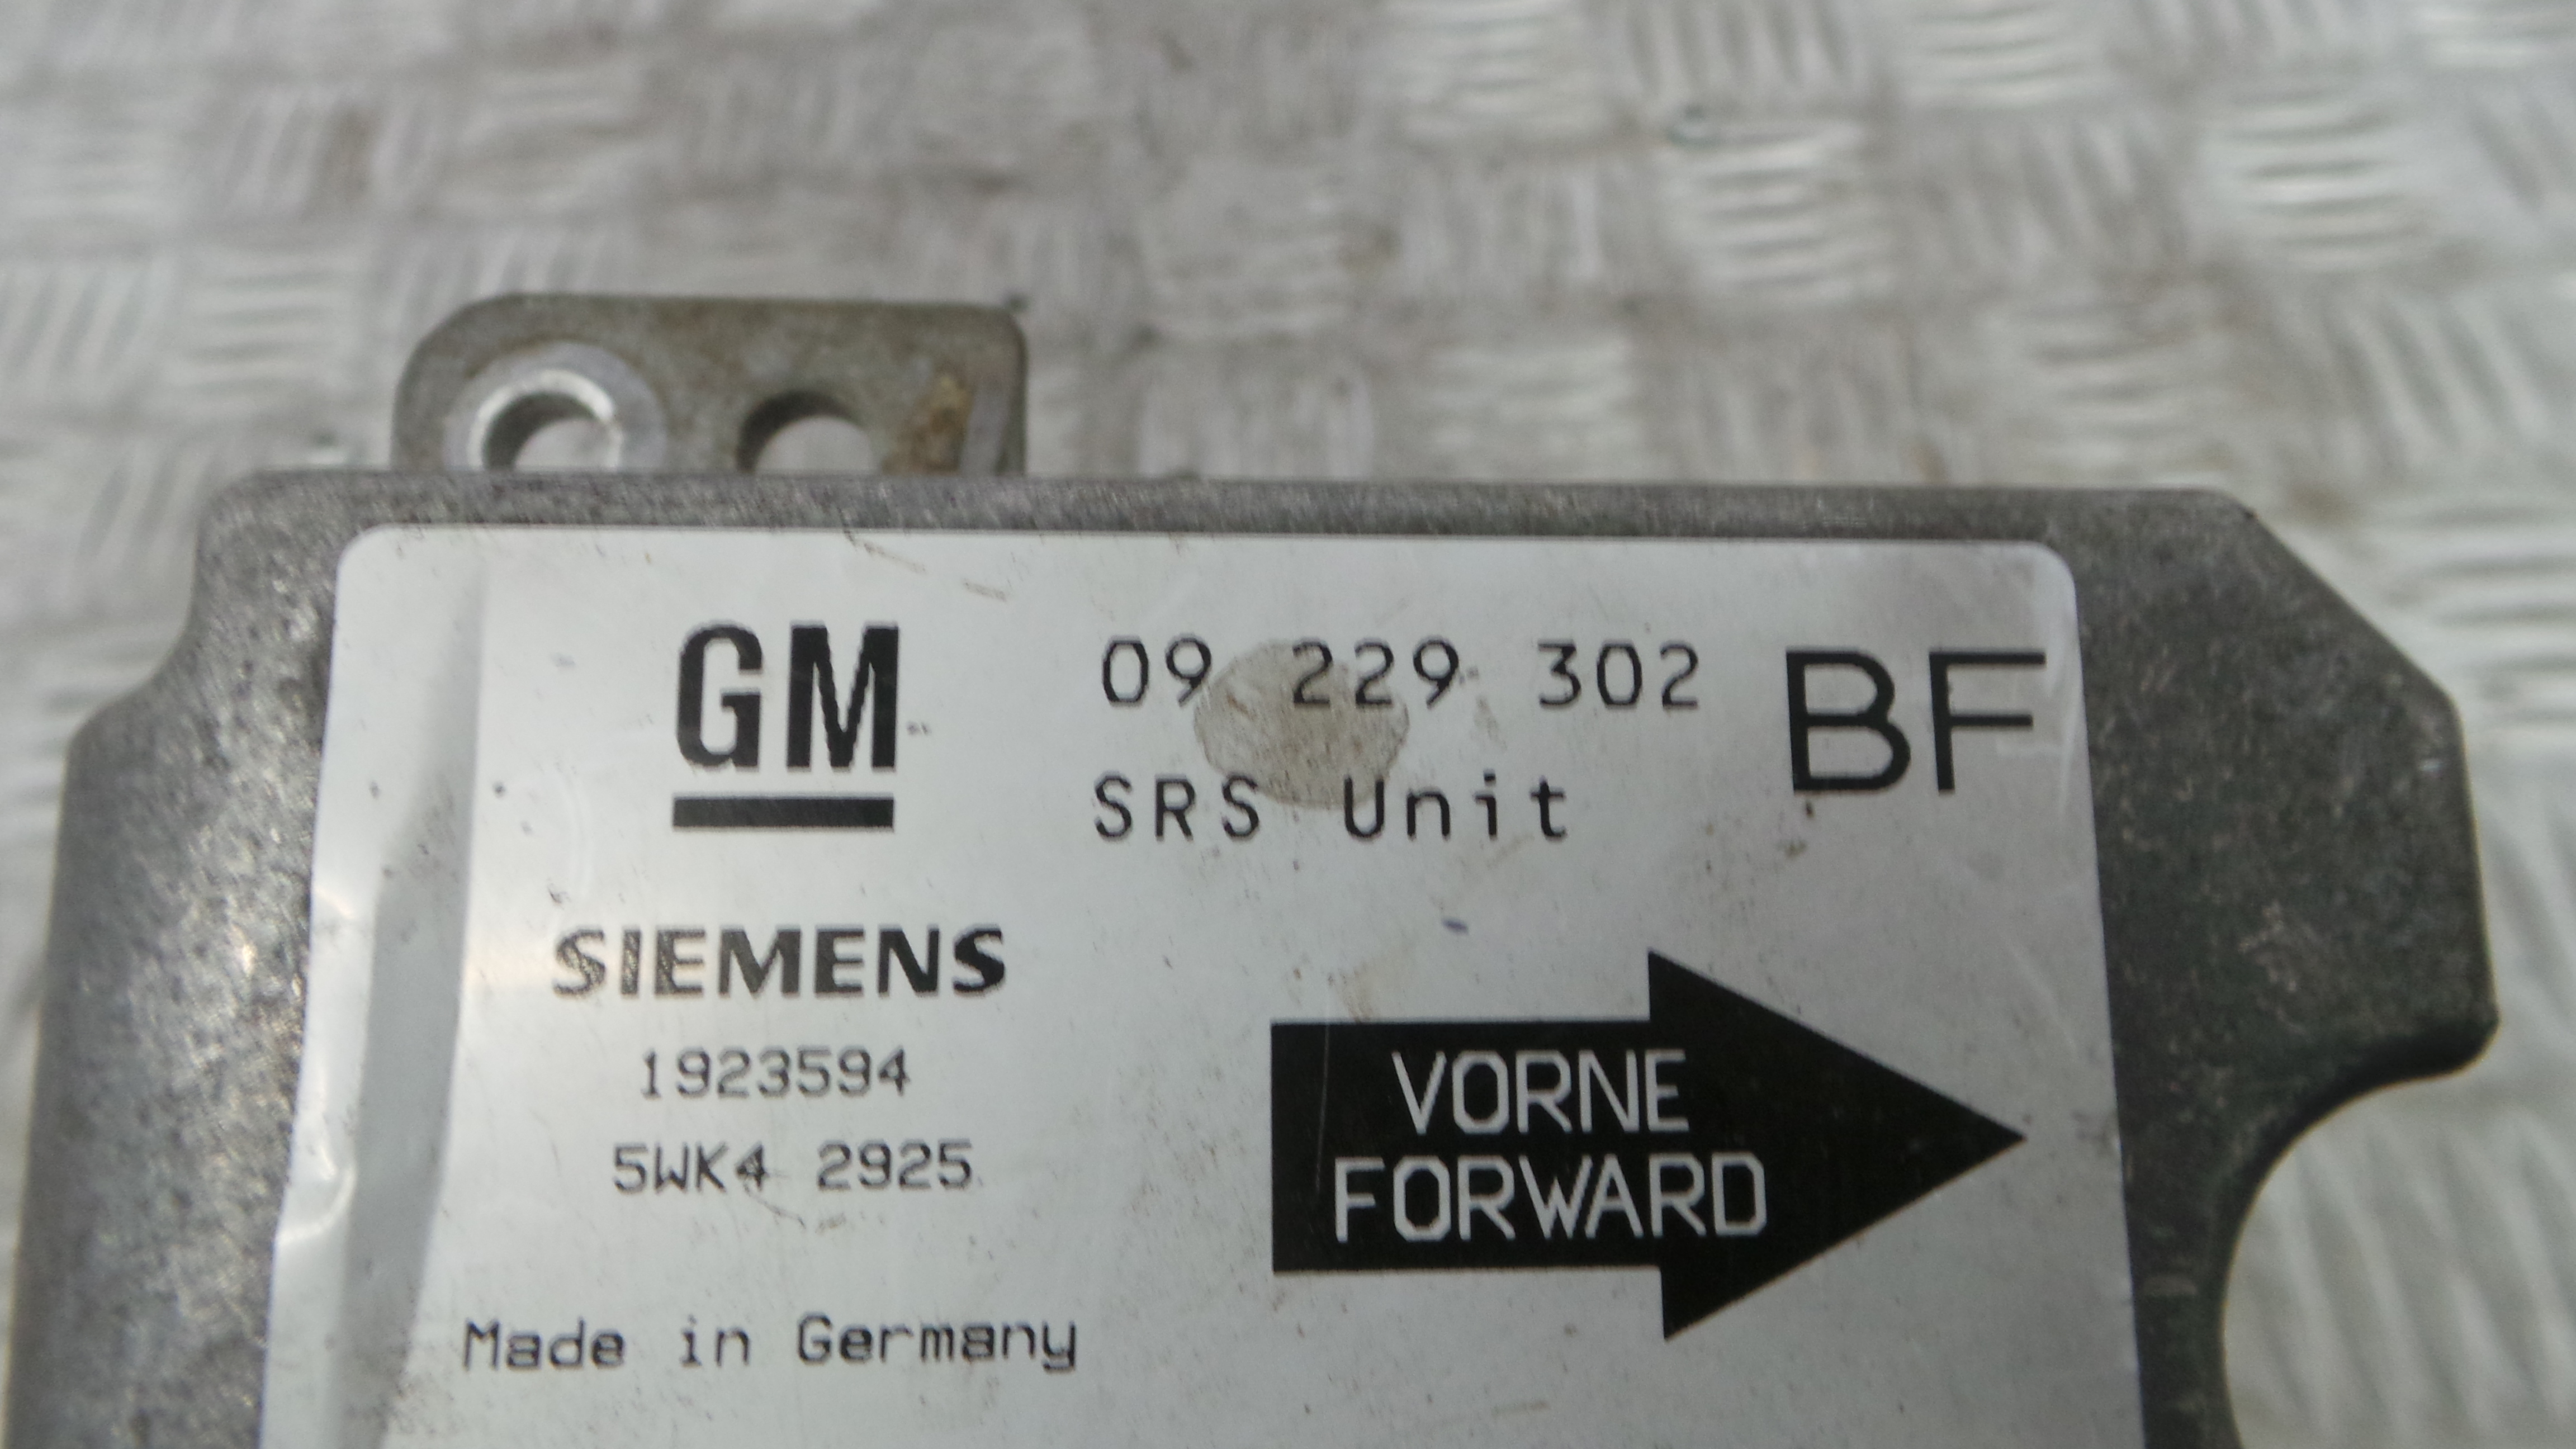 GM
09 229 302 BF
SRS Unit
SIEMENS
1923594
5WK4 2925
VORNE
FORWARD
Made in Germany